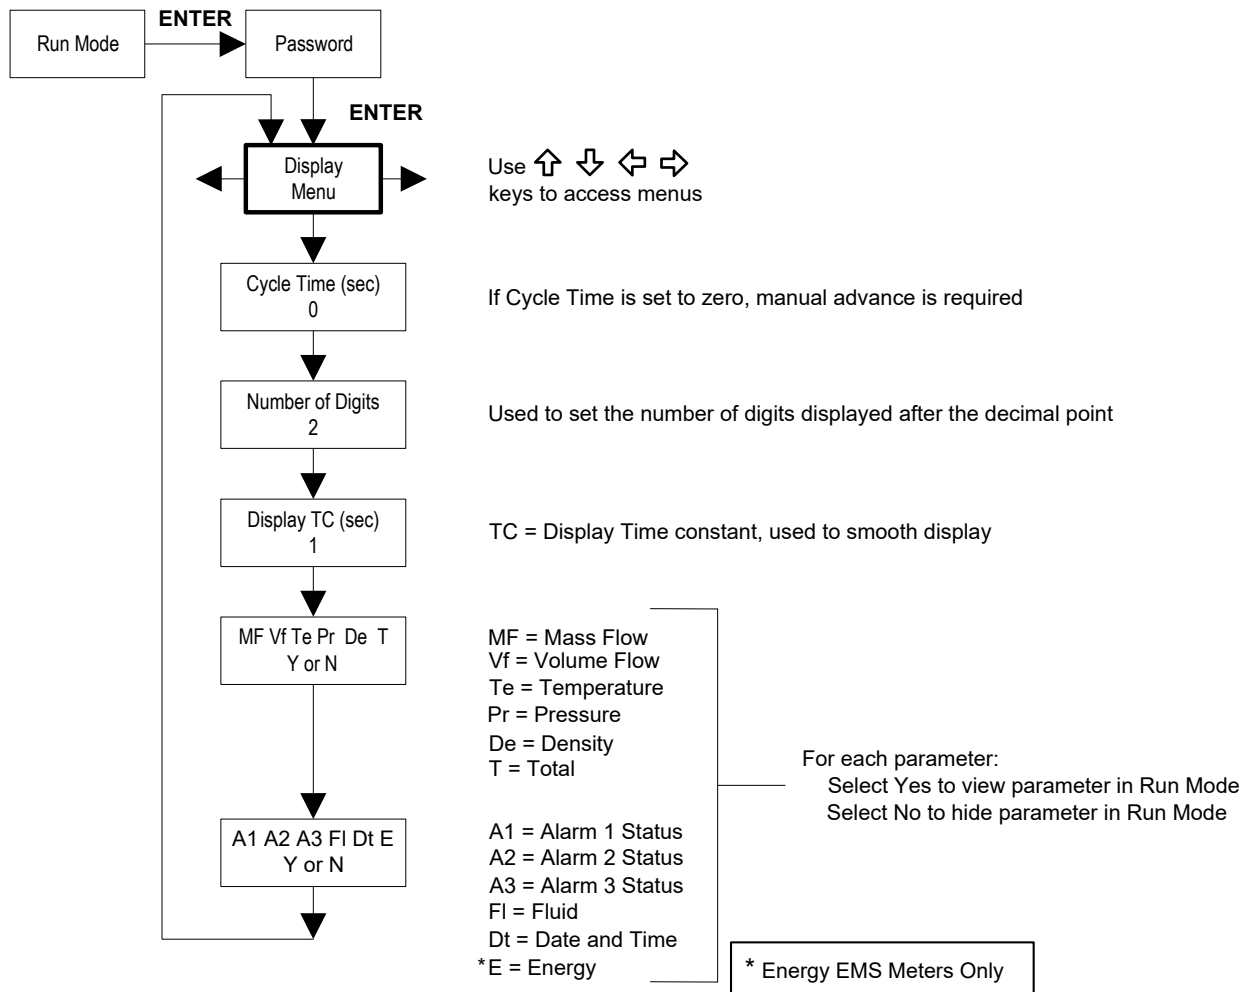 ENTER
Run Mode
Password
ENTER
Display
Menu
Use
keys to access menus
Cycle Time (sec)
0
If Cycle Time is set to zero, manual advance is required
Number of Digits
2
Used to set the number of digits displayed after the decimal point
Display TC (sec)
1
TC = Display Time constant, used to smooth display
MF Vf Te Pr De T
Y or N
MF = Mass Flow
Vf = Volume Flow
Te = Temperature
Pr = Pressure
De = Density
T = Total
For each parameter:
Select Yes to view parameter in Run Mode
Select No to hide parameter in Run Mode
A1 A2 A3 Fl Dt E
Y or N
A1 = Alarm 1 Status
A2 = Alarm 2 Status
A3 = Alarm 3 Status
Fl = Fluid
Dt = Date and Time
*E = Energy
* Energy EMS Meters Only